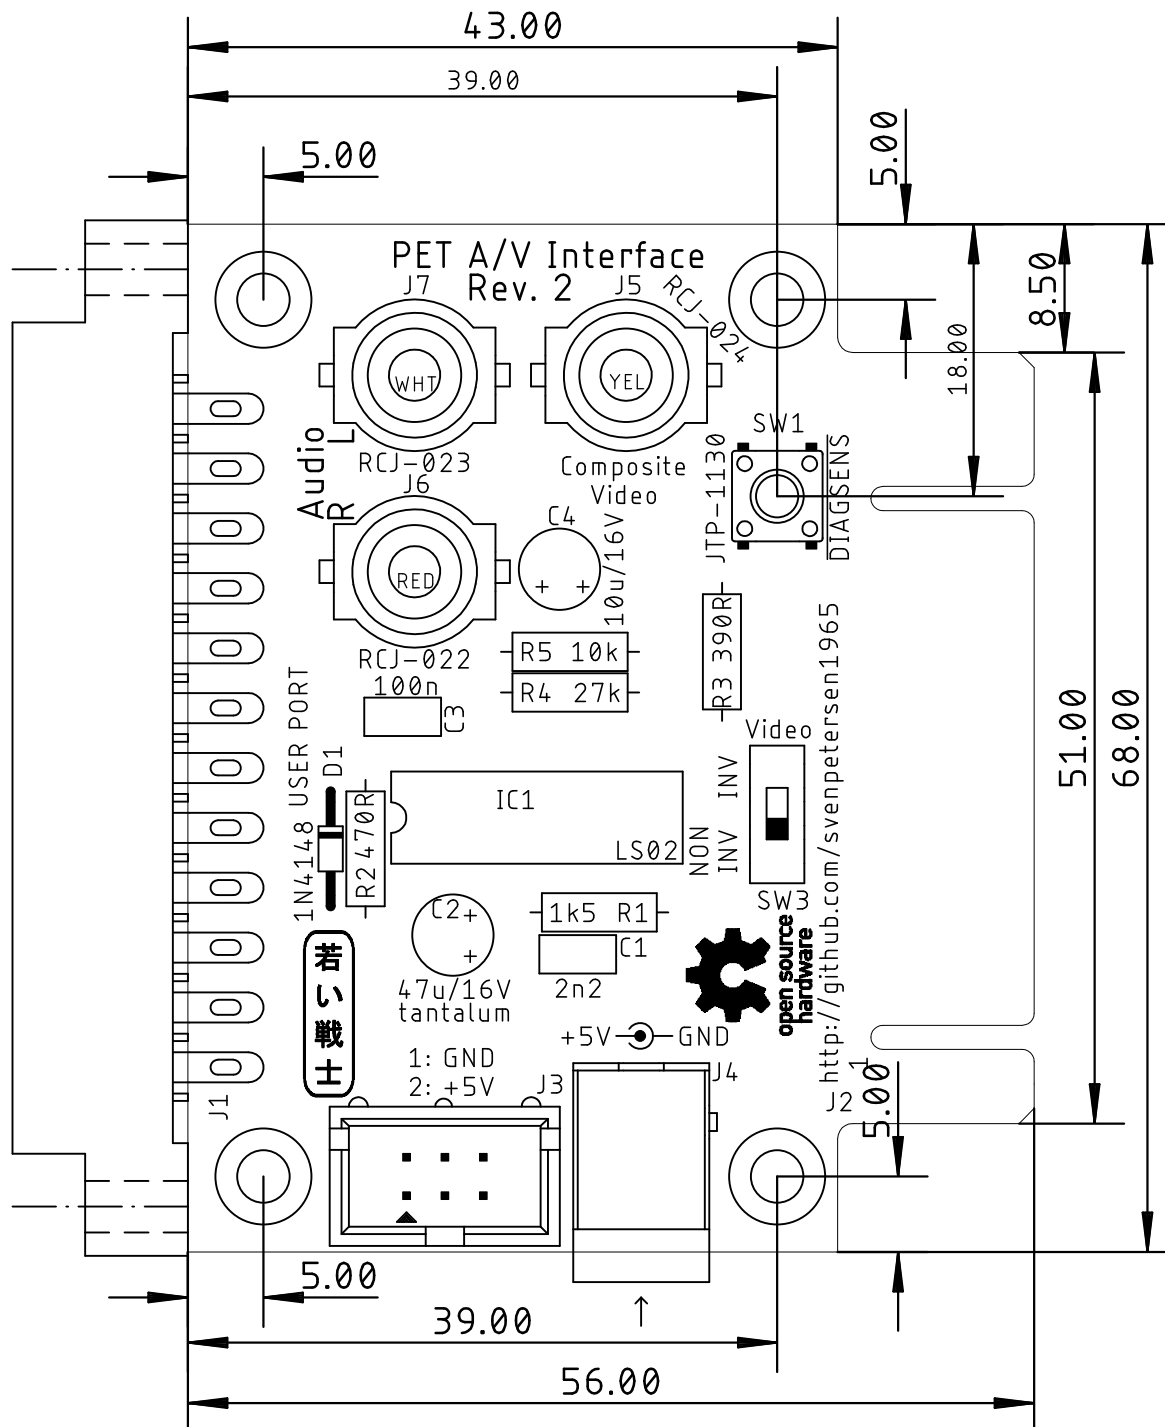 43.00
39.00
5.00
5.00
PET A/V Interface
Rev. 2
J7
J5
RCJ-024
8.50
18.00
WHT
YEL
SW1
Audio
L
R
RCJ-023
J6
Composite
Video
JTP-1130
DIAGSENS
C4
10u/16V
RED
RCJ-022
R5 10k
R4 27k
R3 390R
100n
C3
USER PORT
D1
1N4148
R2 470R
IC1
LS02
Video
INV
NON
INV
SW3
http://github.com/svenpetersen1965
51.00
68.00
C2
47u/16V
tantalum
1k5 R1
C1
2n2
open source
hardware
若い戦士
+5V
GND
1: GND
2: +5V
J3
J4
J1
J2
1
5.00
5.00
39.00
56.00